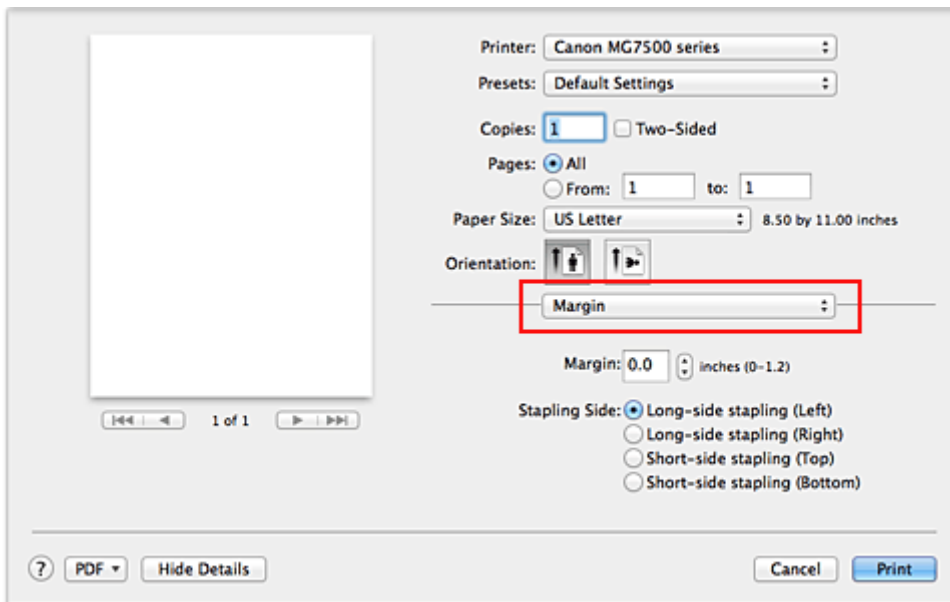 Printer: Canon MG7500 series
Presets: Default Settings
Copies: 1 Two-Sided
Pages: All
From: 1 to: 1
Paper Size: US Letter 8.50 by 11.00 inches
Orientation:
Margin
Margin: 0.0 inches (0-1.2)
Stapling Side: Long-side stapling (Left)
1 of 1
Long-side stapling (Right)
Short-side stapling (Top)
Short-side stapling (Bottom)
? PDF Hide Details Cancel Print